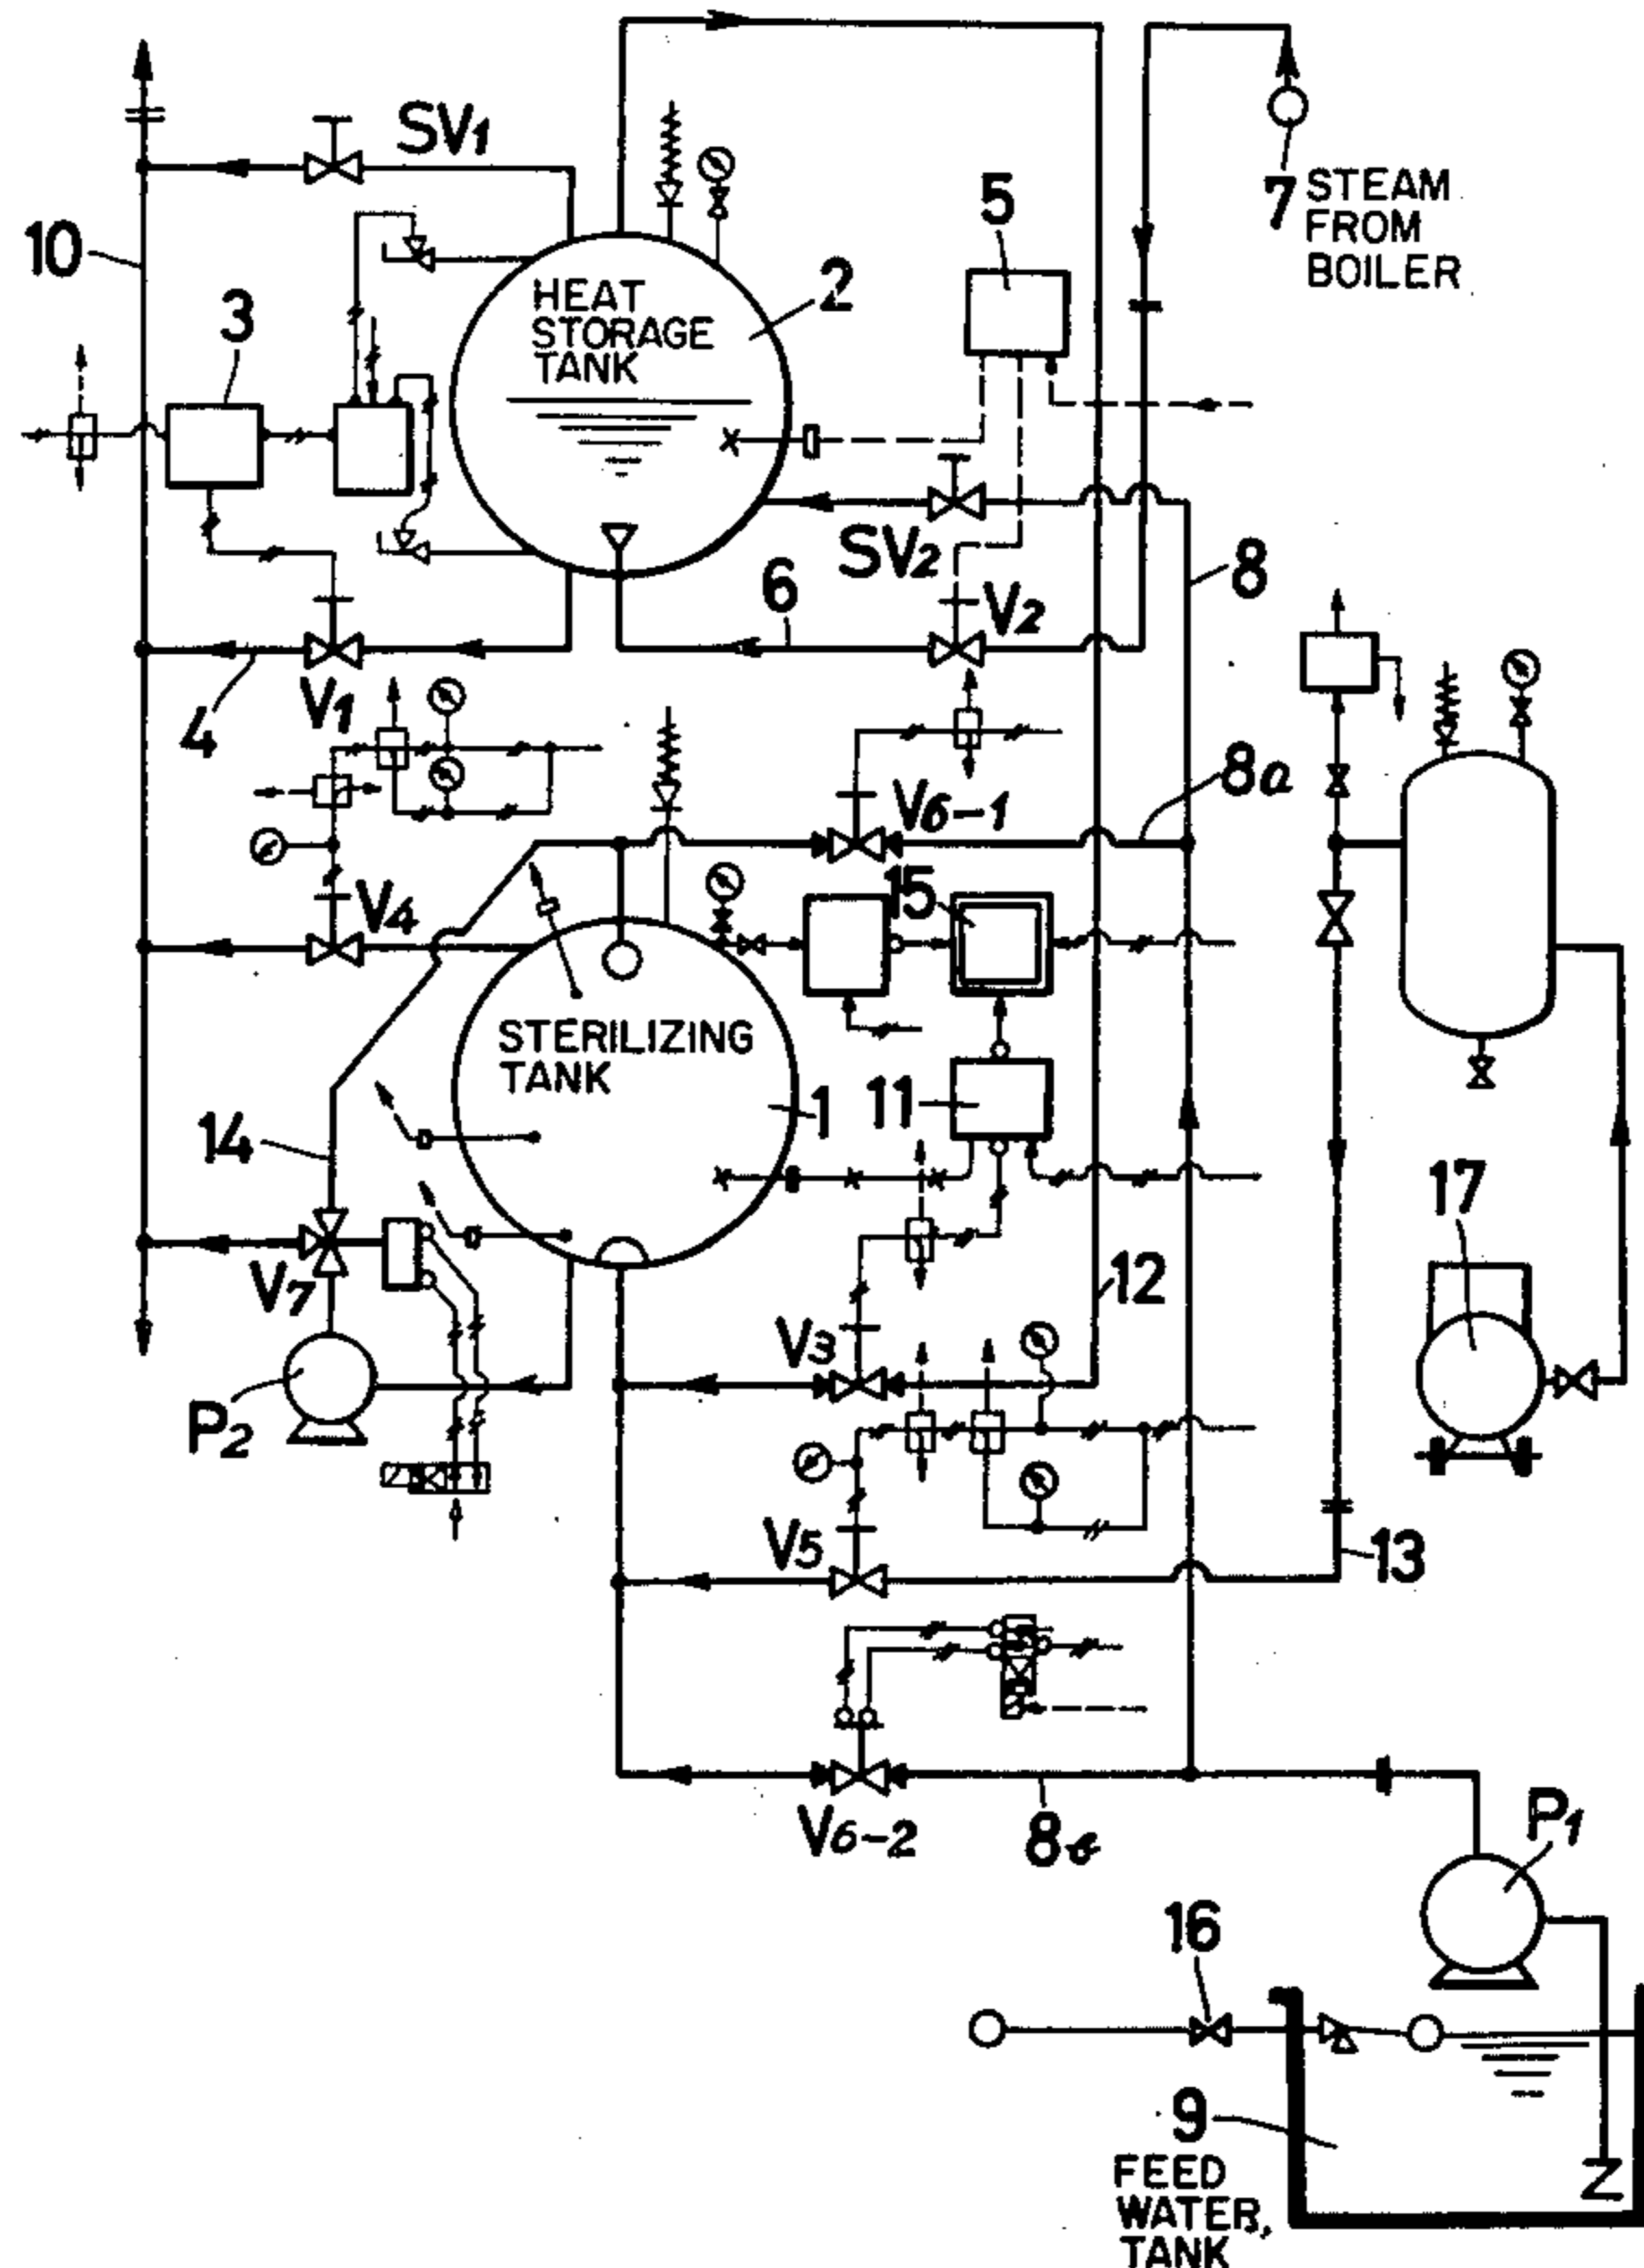 SV1
10
3
HEAT
STORAGE
TANK
2
5
7 STEAM
FROM
BOILER
SV2
8
6
V2
V1
4
8a
V6-1
V4
15
STERILIZING
TANK
1
11
14
12
17
V7
V3
P2
V5
13
V6-2
8b
P1
16
9
FEED
WATER,
TANK